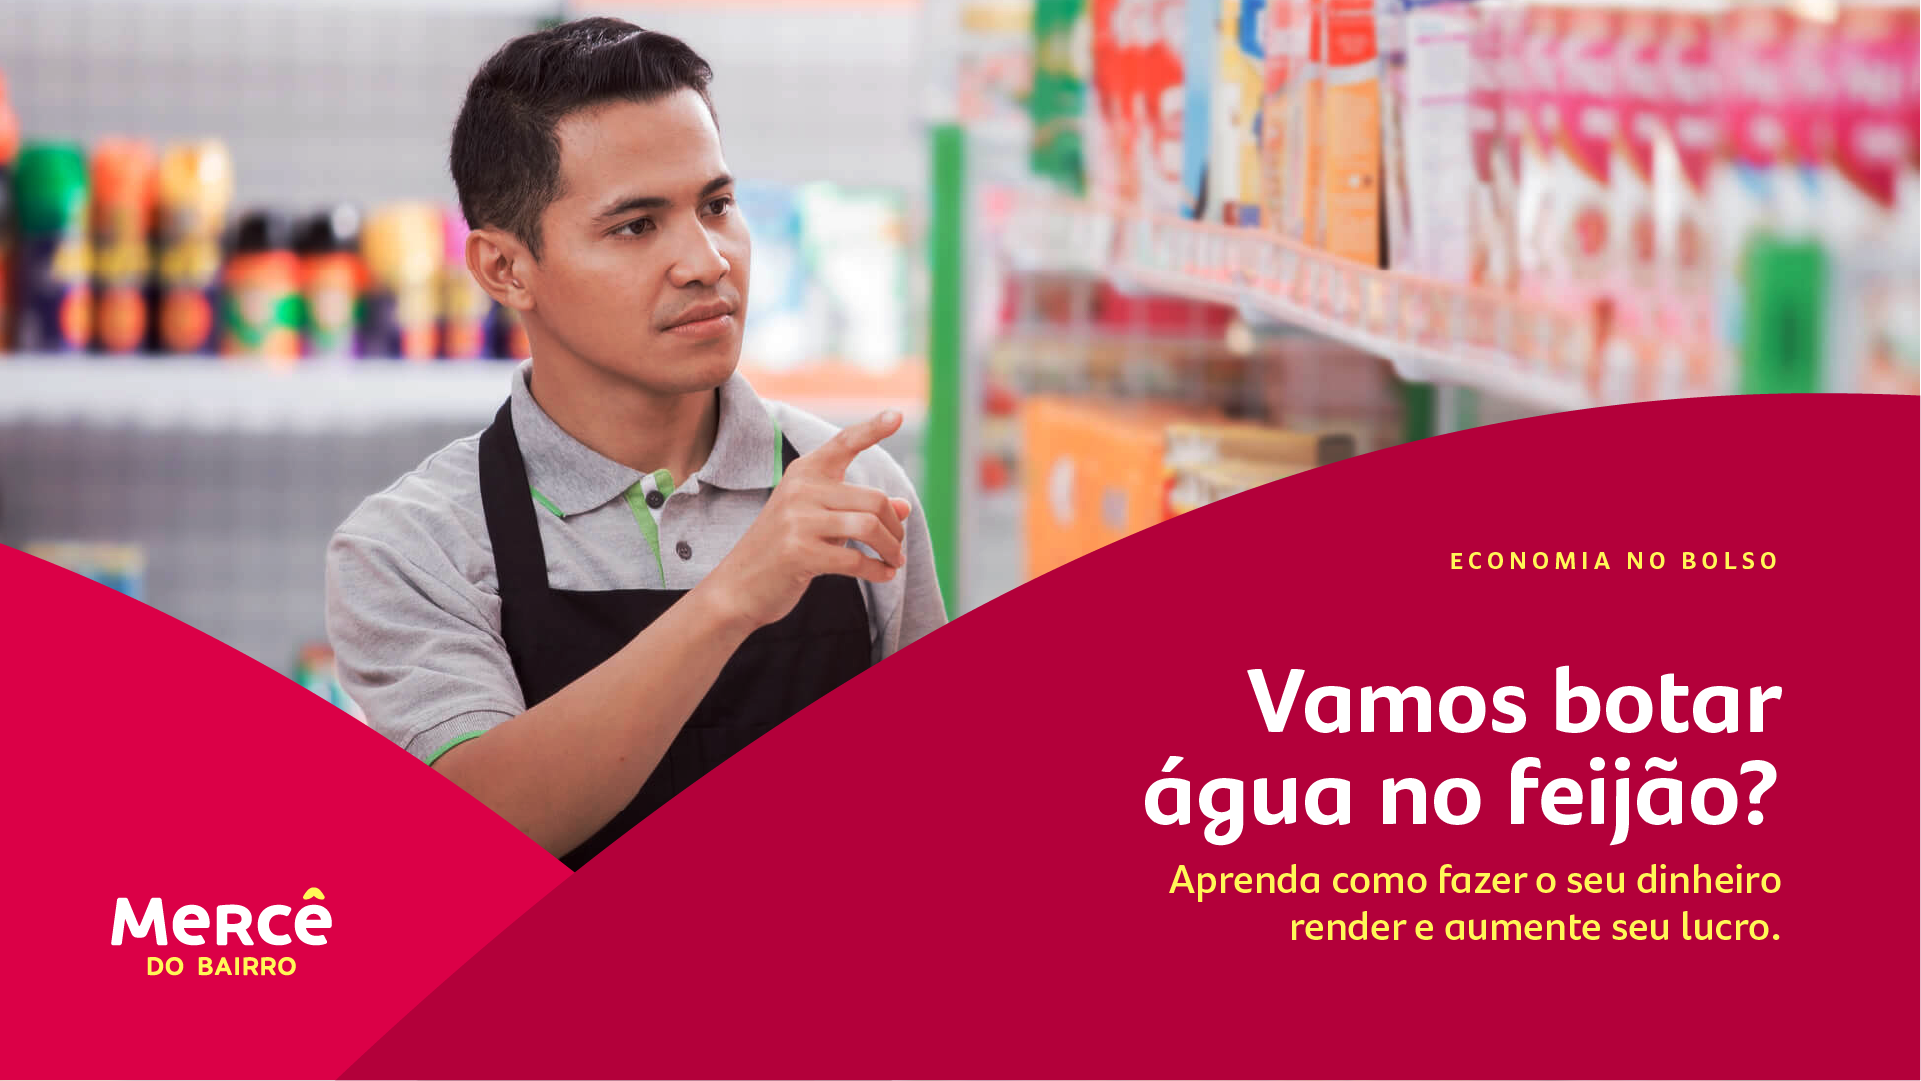 ECONOMIA NO BOLSO
Vamos botar
água no feijão?
Aprenda como fazer o seu dinheiro
render e aumente seu lucro.
Mercê
DO BAIRRO